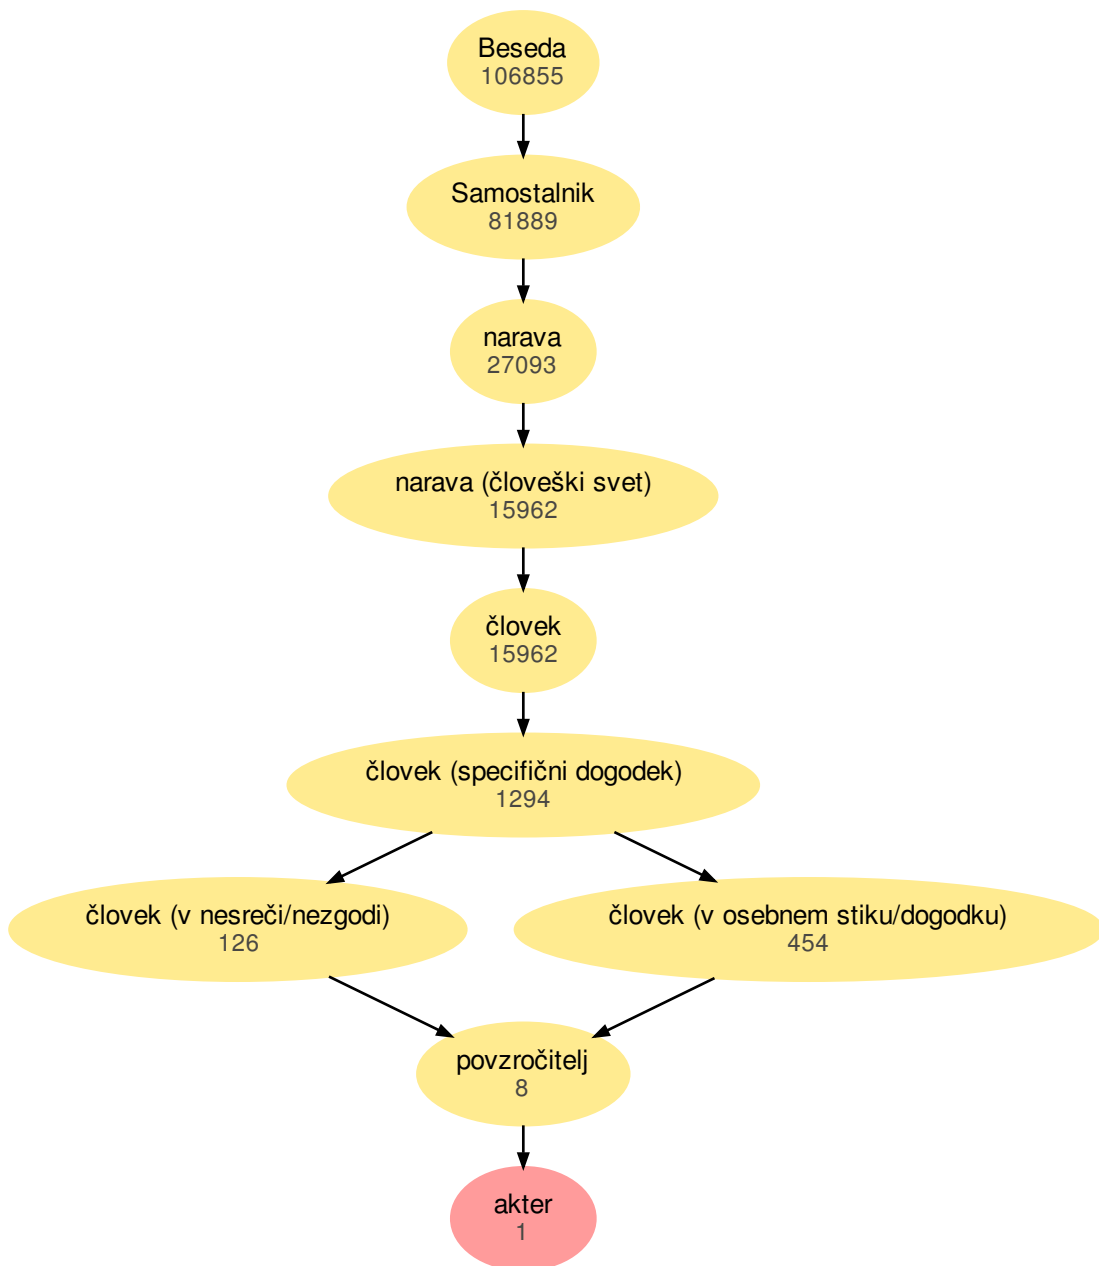 Beseda
106855
Samostalnik
81889
narava
27093
narava (človeški svet)
15962
človek
15962
človek (specifični dogodek)
1294
človek (v nesreči/nezgodi)
126
človek (v osebnem stiku/dogodku)
454
povzročitelj
8
akter
1